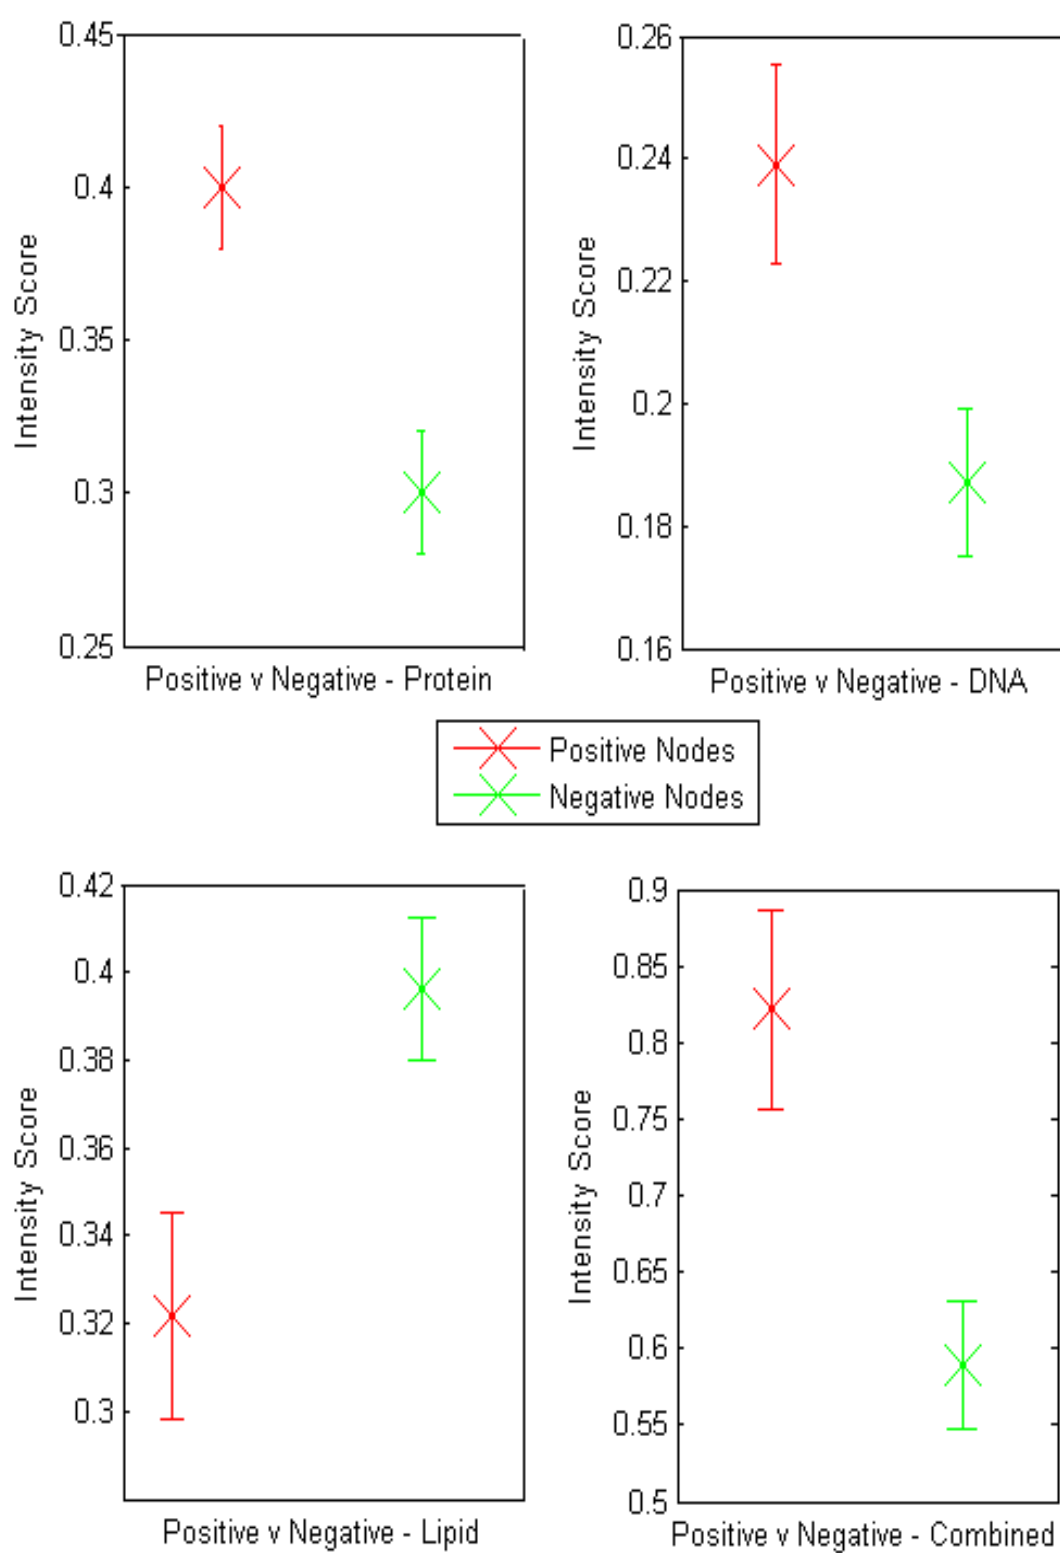 0.45
0.4
0.35
0.3
0.25
Intensity Score
Positive v Negative - Protein
0.26
0.24
0.22
0.2
0.18
0.16
Intensity Score
Positive v Negative - DNA
Positive Nodes
Negative Nodes
0.42
0.4
0.38
0.36
0.34
0.32
0.3
Intensity Score
Positive v Negative - Lipid
0.9
0.85
0.8
0.75
0.7
0.65
0.6
0.55
0.5
Intensity Score
Positive v Negative - Combined